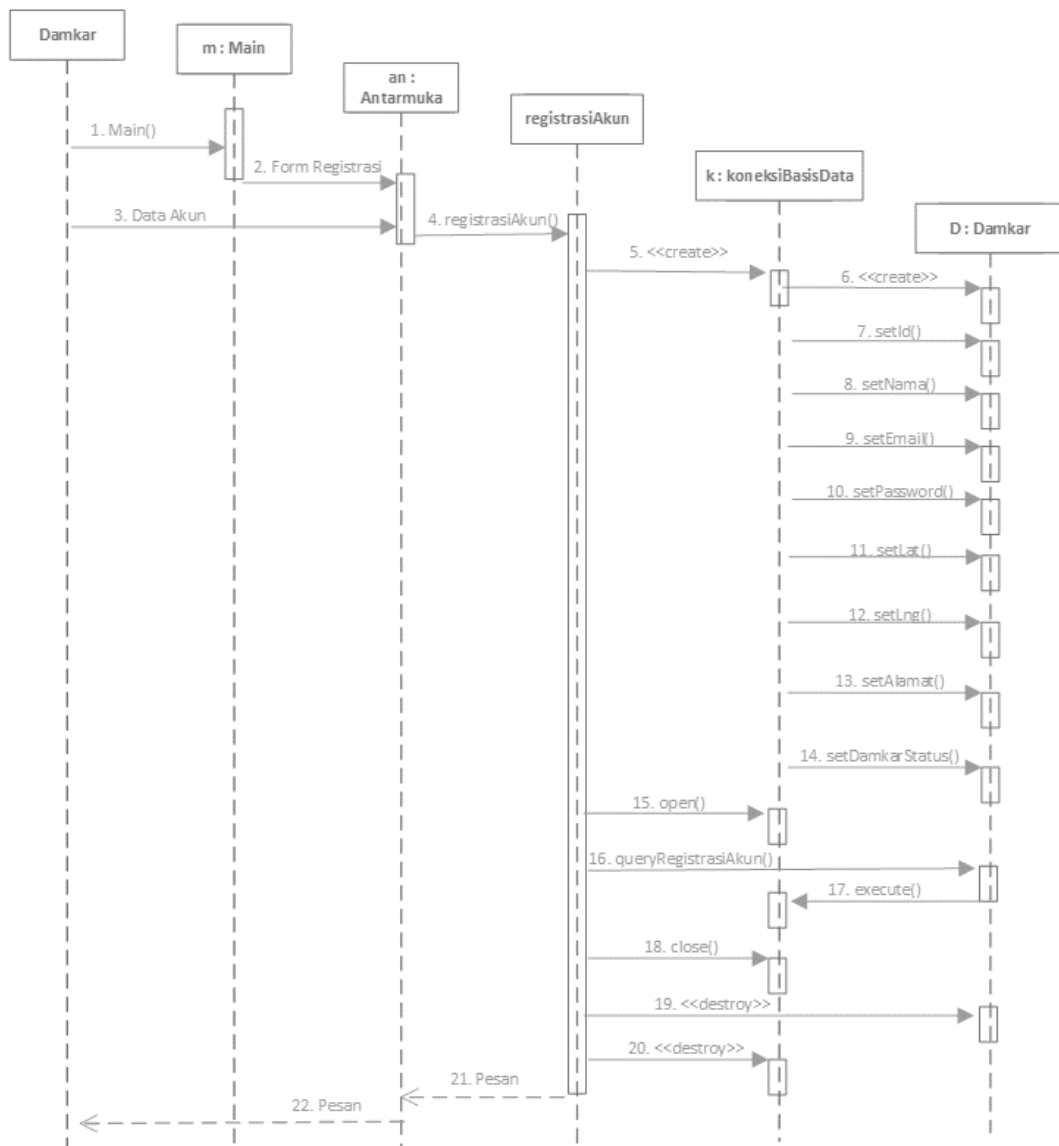 Damkar
m : Main
an :
Antarmuka
registrasiAkun
k : koneksiBasisData
D : Damkar
1. Main()
2. Form Registrasi
3. Data Akun
4. registrasiAkun()
5. <<create>>
6. <<create>>
7. setId()
8. setNama()
9. setEmail()
10. setPassword()
11. setLat()
12. setLng()
13. setAlamat()
14. setDamkarStatus()
15. open()
16. queryRegistrasiAkun()
17. execute()
18. close()
19. <<destroy>>
20. <<destroy>>
21. Pesan
22. Pesan